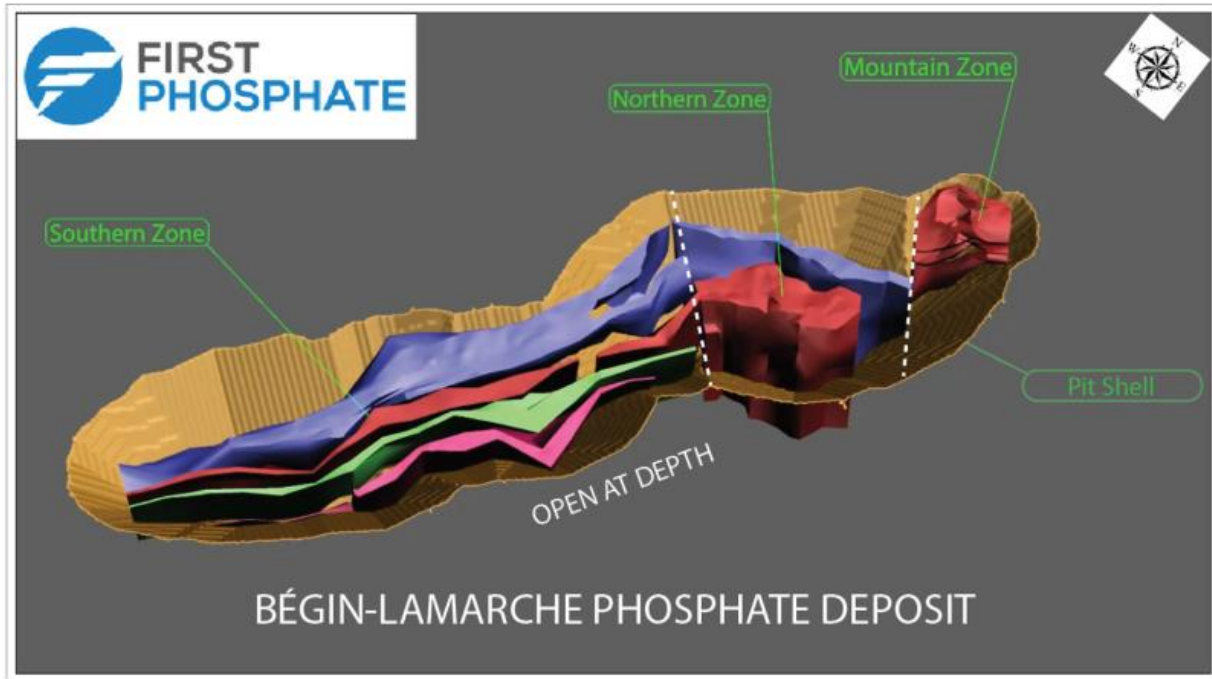 FIRST
PHOSPHATE
Mountain Zone
Northern Zone
Southern Zone
Pit Shell
OPEN AT DEPTH
BÉGIN-LAMARCHE PHOSPHATE DEPOSIT
N
W
E
S